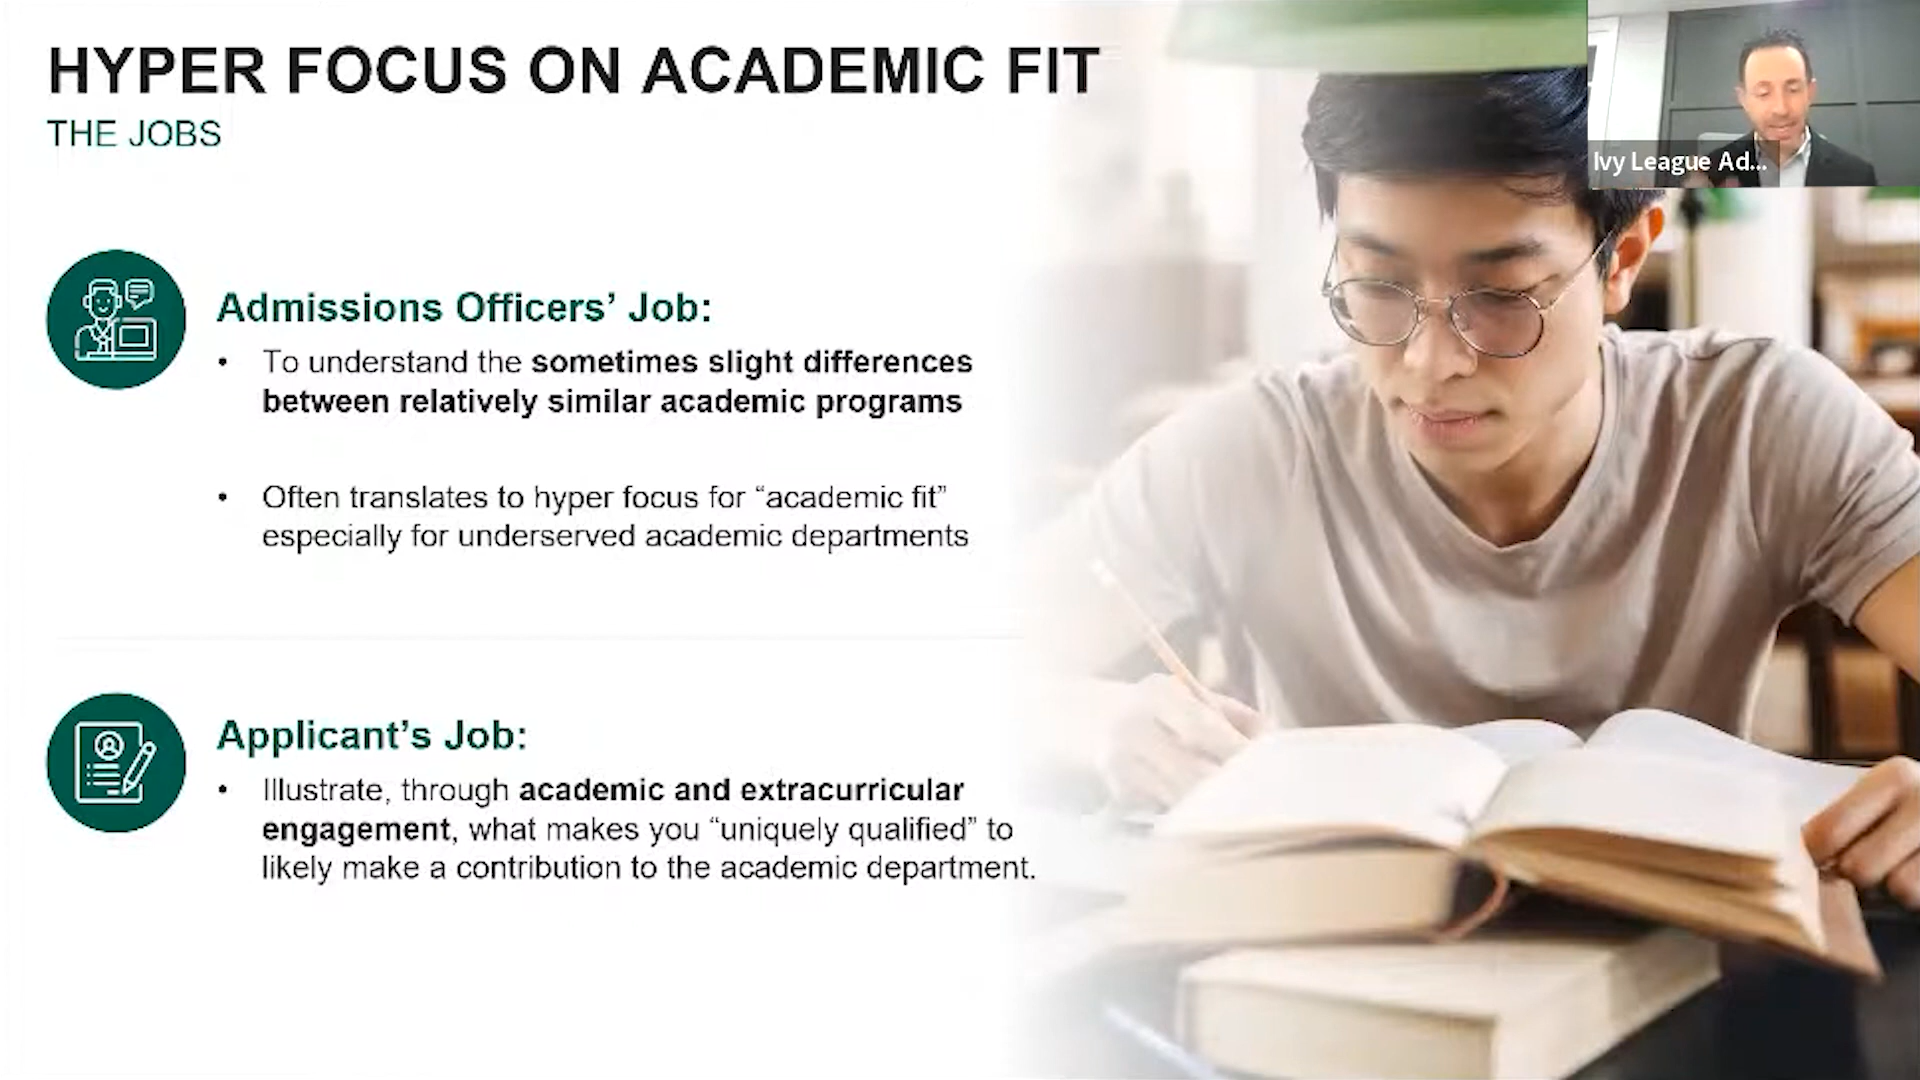 HYPER FOCUS ON ACADEMIC FIT
THE JOBS
Ivy League Ad...
Admissions Officers’ Job:
• To understand the sometimes slight differences
between relatively similar academic programs
• Often translates to hyper focus for “academic fit”
especially for underserved academic departments
Applicant’s Job:
• Illustrate, through academic and extracurricular
engagement, what makes you “uniquely qualified” to
likely make a contribution to the academic department.